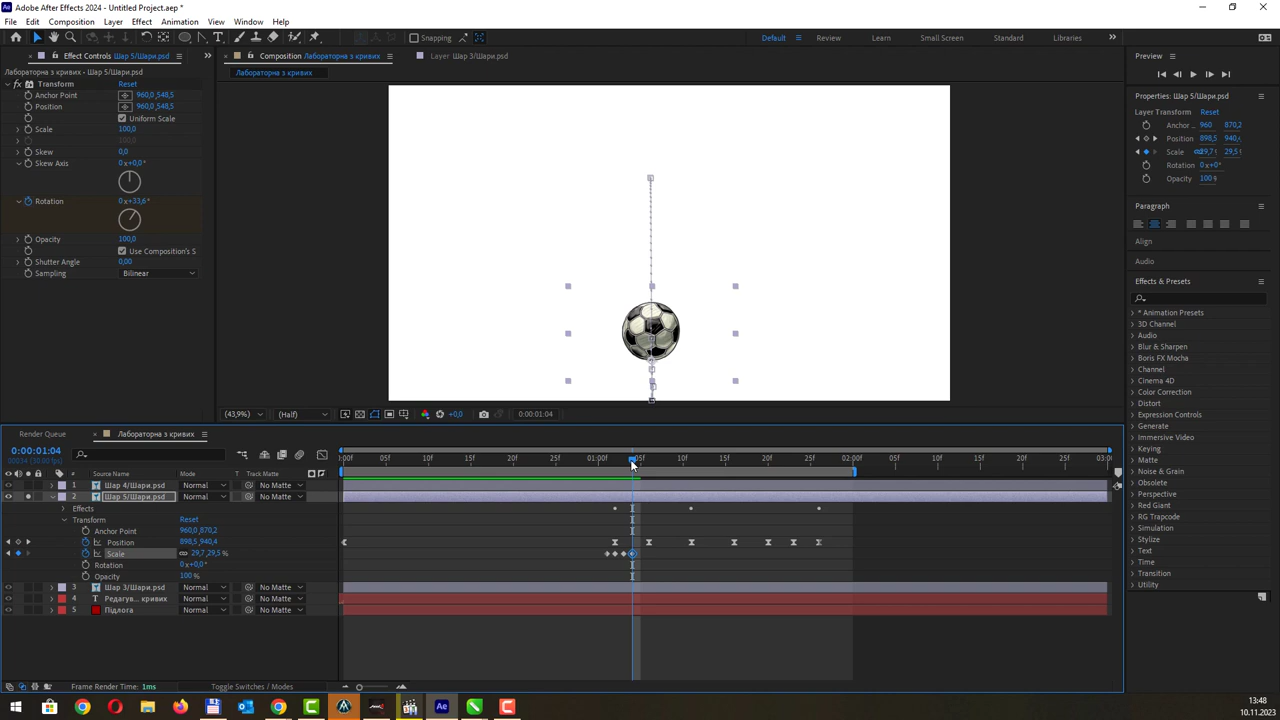 Adobe After Effects 2024 - Untitled Project.aep *
File Edit Composition Layer Effect Animation View Window Help
Snapping
Default Review Learn Small Screen Standard Libraries
Effect Controls Шар 5/Шари.psd
Composition Лабораторна з кривих
Layer Шар 3/Шари.psd
Preview
Лабораторна з кривих - Шар 5/Шари.psd
Лабораторна з кривих
Transform Reset
Anchor Point 960,0,548,5
Position 960,0,548,5
Uniform Scale
Scale 100,0
100,0
Skew 0,0
Skew Axis 0x+0,0°
Rotation 0x+33,6°
Opacity 100,0
Use Composition's S
Shutter Angle 0,00
Sampling Bilinear
Properties: Шар 5/Шари.psd
Layer Transform Reset
Anchor ... 960 870,2
Position 898,5 940,
Scale 29,7 29,5
Rotation 0x+0°
Opacity 100 %
Paragraph
Align
Audio
Effects & Presets
* Animation Presets
3D Channel
Audio
Blur & Sharpen
Boris FX Mocha
Channel
Cinema 4D
Color Correction
Distort
Expression Controls
Generate
Immersive Video
Keying
Matte
Noise & Grain
Obsolete
Perspective
Red Giant
RG Trapcode
Simulation
Stylize
Text
Time
Transition
Utility
(43,9%) (Half) +0,0 0:00:01:04
Render Queue Лабораторна з кривих
0:00:01:04
00034 (30.00 fps)
:00f 05f 10f 15f 20f 25f 01:00f 05f 10f 15f 20f 25f 02:00f 05f 10f 15f 20f 25f 03:00
# Source Name Mode T Track Matte
1 Шар 4/Шари.psd Normal No Matte
2 Шар 5/Шари.psd Normal No Matte
Effects
Transform Reset
Anchor Point 960,0,870,2
Position 898,5,940,4
Scale 29,7,29,5 %
Rotation 0x+0,0°
Opacity 100 %
3 Шар 3/Шари.psd Normal No Matte
4 T Редагув... кривих Normal No Matte
5 Підлога Normal No Matte
Frame Render Time: 1ms
Toggle Switches / Modes
Ae
УКР
13:48
10.11.2023